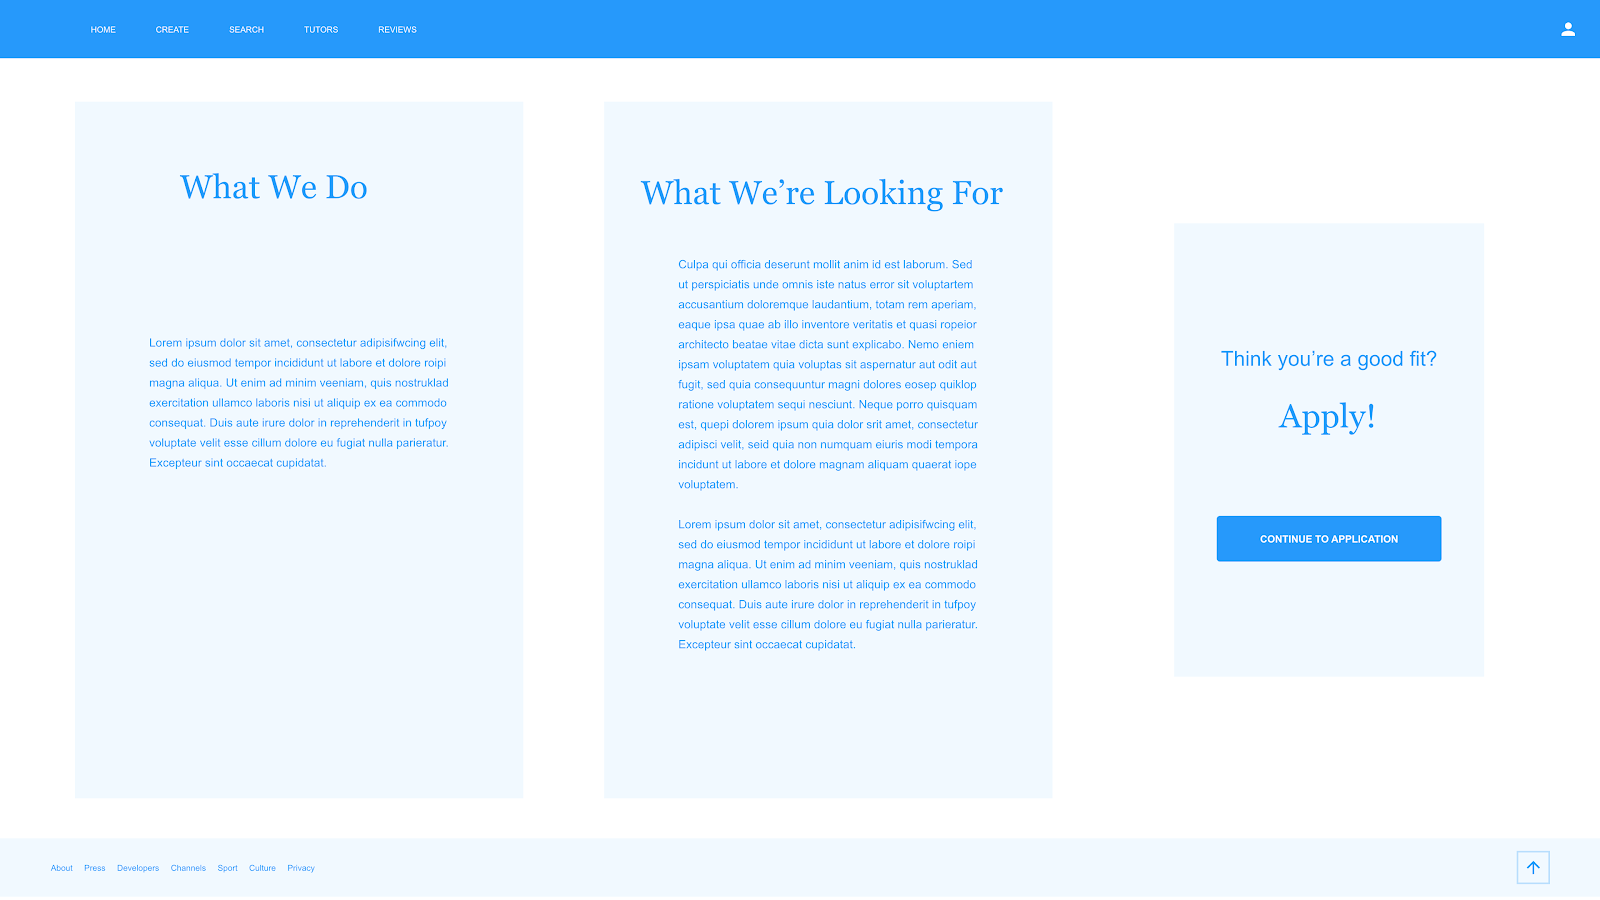 HOME CREATE SEARCH TUTORS REVIEWS
What We Do
Lorem ipsum dolor sit amet, consectetur adipisifwcing elit,
sed do eiusmod tempor incididunt ut labore et dolore roipi
magna aliqua. Ut enim ad minim veeniam, quis nostruklad
exercitation ullamco laboris nisi ut aliquip ex ea commodo
consequat. Duis aute irure dolor in reprehenderit in tufpoy
voluptate velit esse cillum dolore eu fugiat nulla parieratur.
Excepteur sint occaecat cupidatat.
What We’re Looking For
Culpa qui officia deserunt mollit anim id est laborum. Sed
ut perspiciatis unde omnis iste natus error sit voluptartem
accusantium doloremque laudantium, totam rem aperiam,
eaque ipsa quae ab illo inventore veritatis et quasi ropeior
architecto beatae vitae dicta sunt explicabo. Nemo eniem
ipsam voluptatem quia voluptas sit aspernatur aut odit aut
fugit, sed quia consequuntur magni dolores eosep quiklop
ratione voluptatem sequi nesciunt. Neque porro quisquam
est, quepi dolorem ipsum quia dolor srit amet, consectetur
adipisci velit, seid quia non numquam eiuris modi tempora
incidunt ut labore et dolore magnam aliquam quaerat iope
voluptatem.
Lorem ipsum dolor sit amet, consectetur adipisifwcing elit,
sed do eiusmod tempor incididunt ut labore et dolore roipi
magna aliqua. Ut enim ad minim veeniam, quis nostruklad
exercitation ullamco laboris nisi ut aliquip ex ea commodo
consequat. Duis aute irure dolor in reprehenderit in tufpoy
voluptate velit esse cillum dolore eu fugiat nulla parieratur.
Excepteur sint occaecat cupidatat.
Think you’re a good fit?
Apply!
CONTINUE TO APPLICATION
About Press Developers Channels Sport Culture Privacy